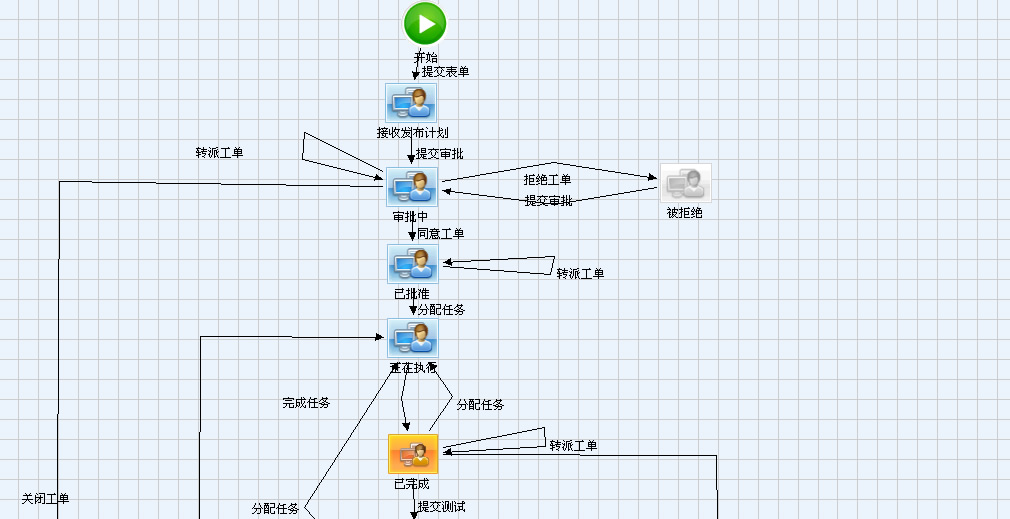 开始
提交表单
接收发布计划
转派工单
提交审批
拒绝工单
提交审批
审批中
被拒绝
同意工单
转派工单
已批准
分配任务
正在执行
完成任务
分配任务
转派工单
已完成
关闭工单
分配任务
提交测试